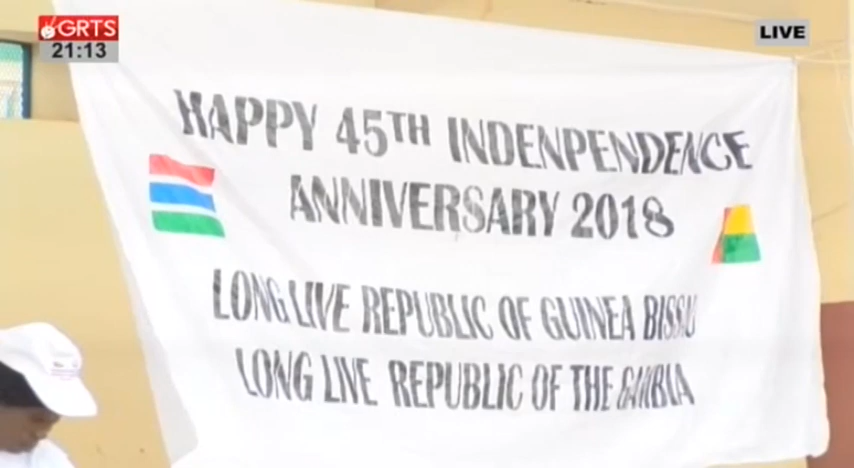 GRTS
21:13
LIVE
HAPPY 45TH INDENPENDENCE
ANNIVERSARY 2018
LONG LIVE REPUBLIC OF GUINEA BISSAU
LONG LIVE REPUBLIC OF THE GAMBIA